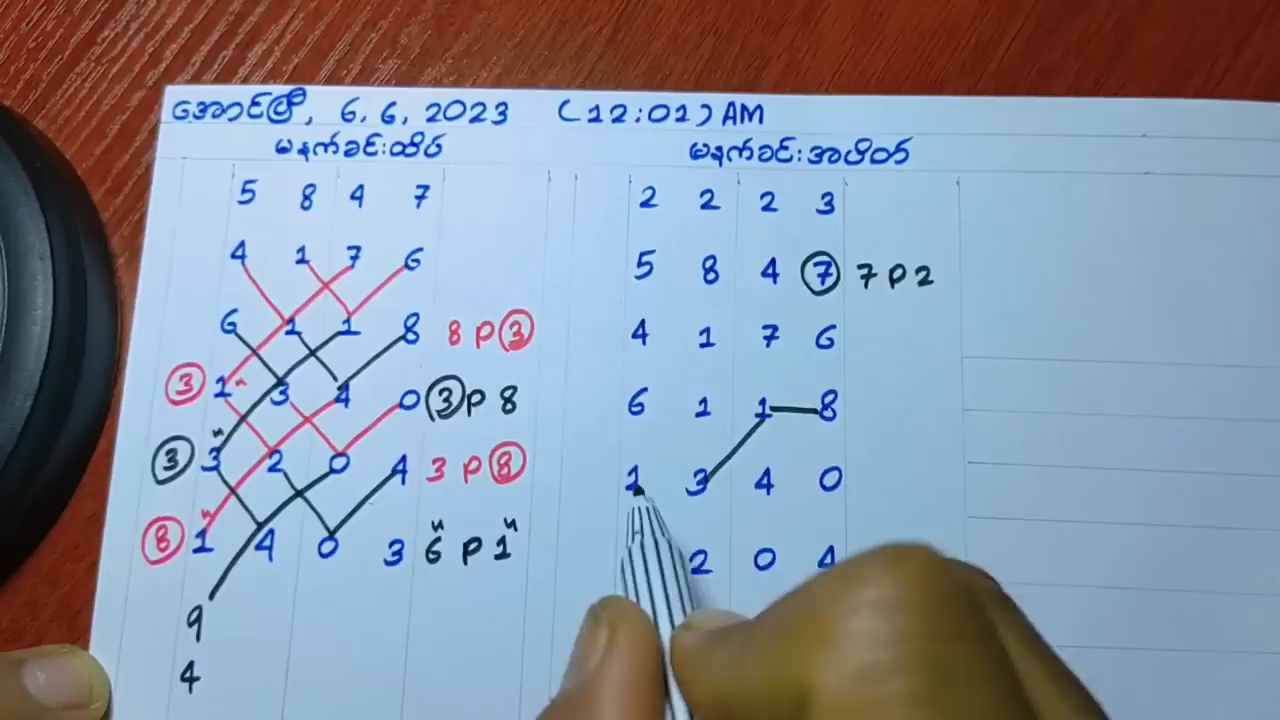 အောင်ဗြီ, 6, 6, 2023 (12:01) AM
မနက်ခင်းထိပ် မနက်ခင်းအပိတ်
5 8 4 7 2 2 2 3
4 1 7 6 5 8 4 7 7 P 2
6 1 1 8 8 P 3 4 1 7 6
3 1 " 3 4 0 3 P 8 6 1 1 8
3 3 " 2 0 4 3 P 8 1 3 4 0
8 1 " 4 0 3 6 " P 1 " 2 0 4
9
4